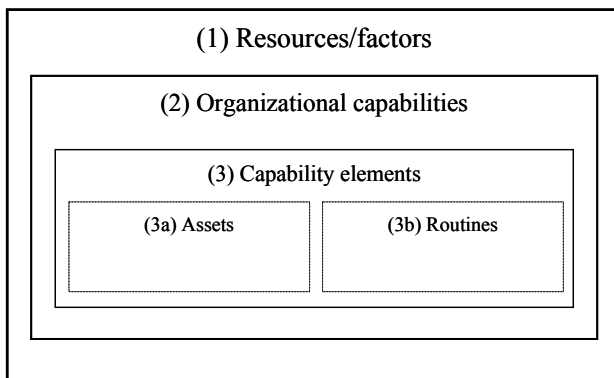 (1) Resources/factors
(2) Organizational capabilities
(3) Capability elements
(3a) Assets
(3b) Routines